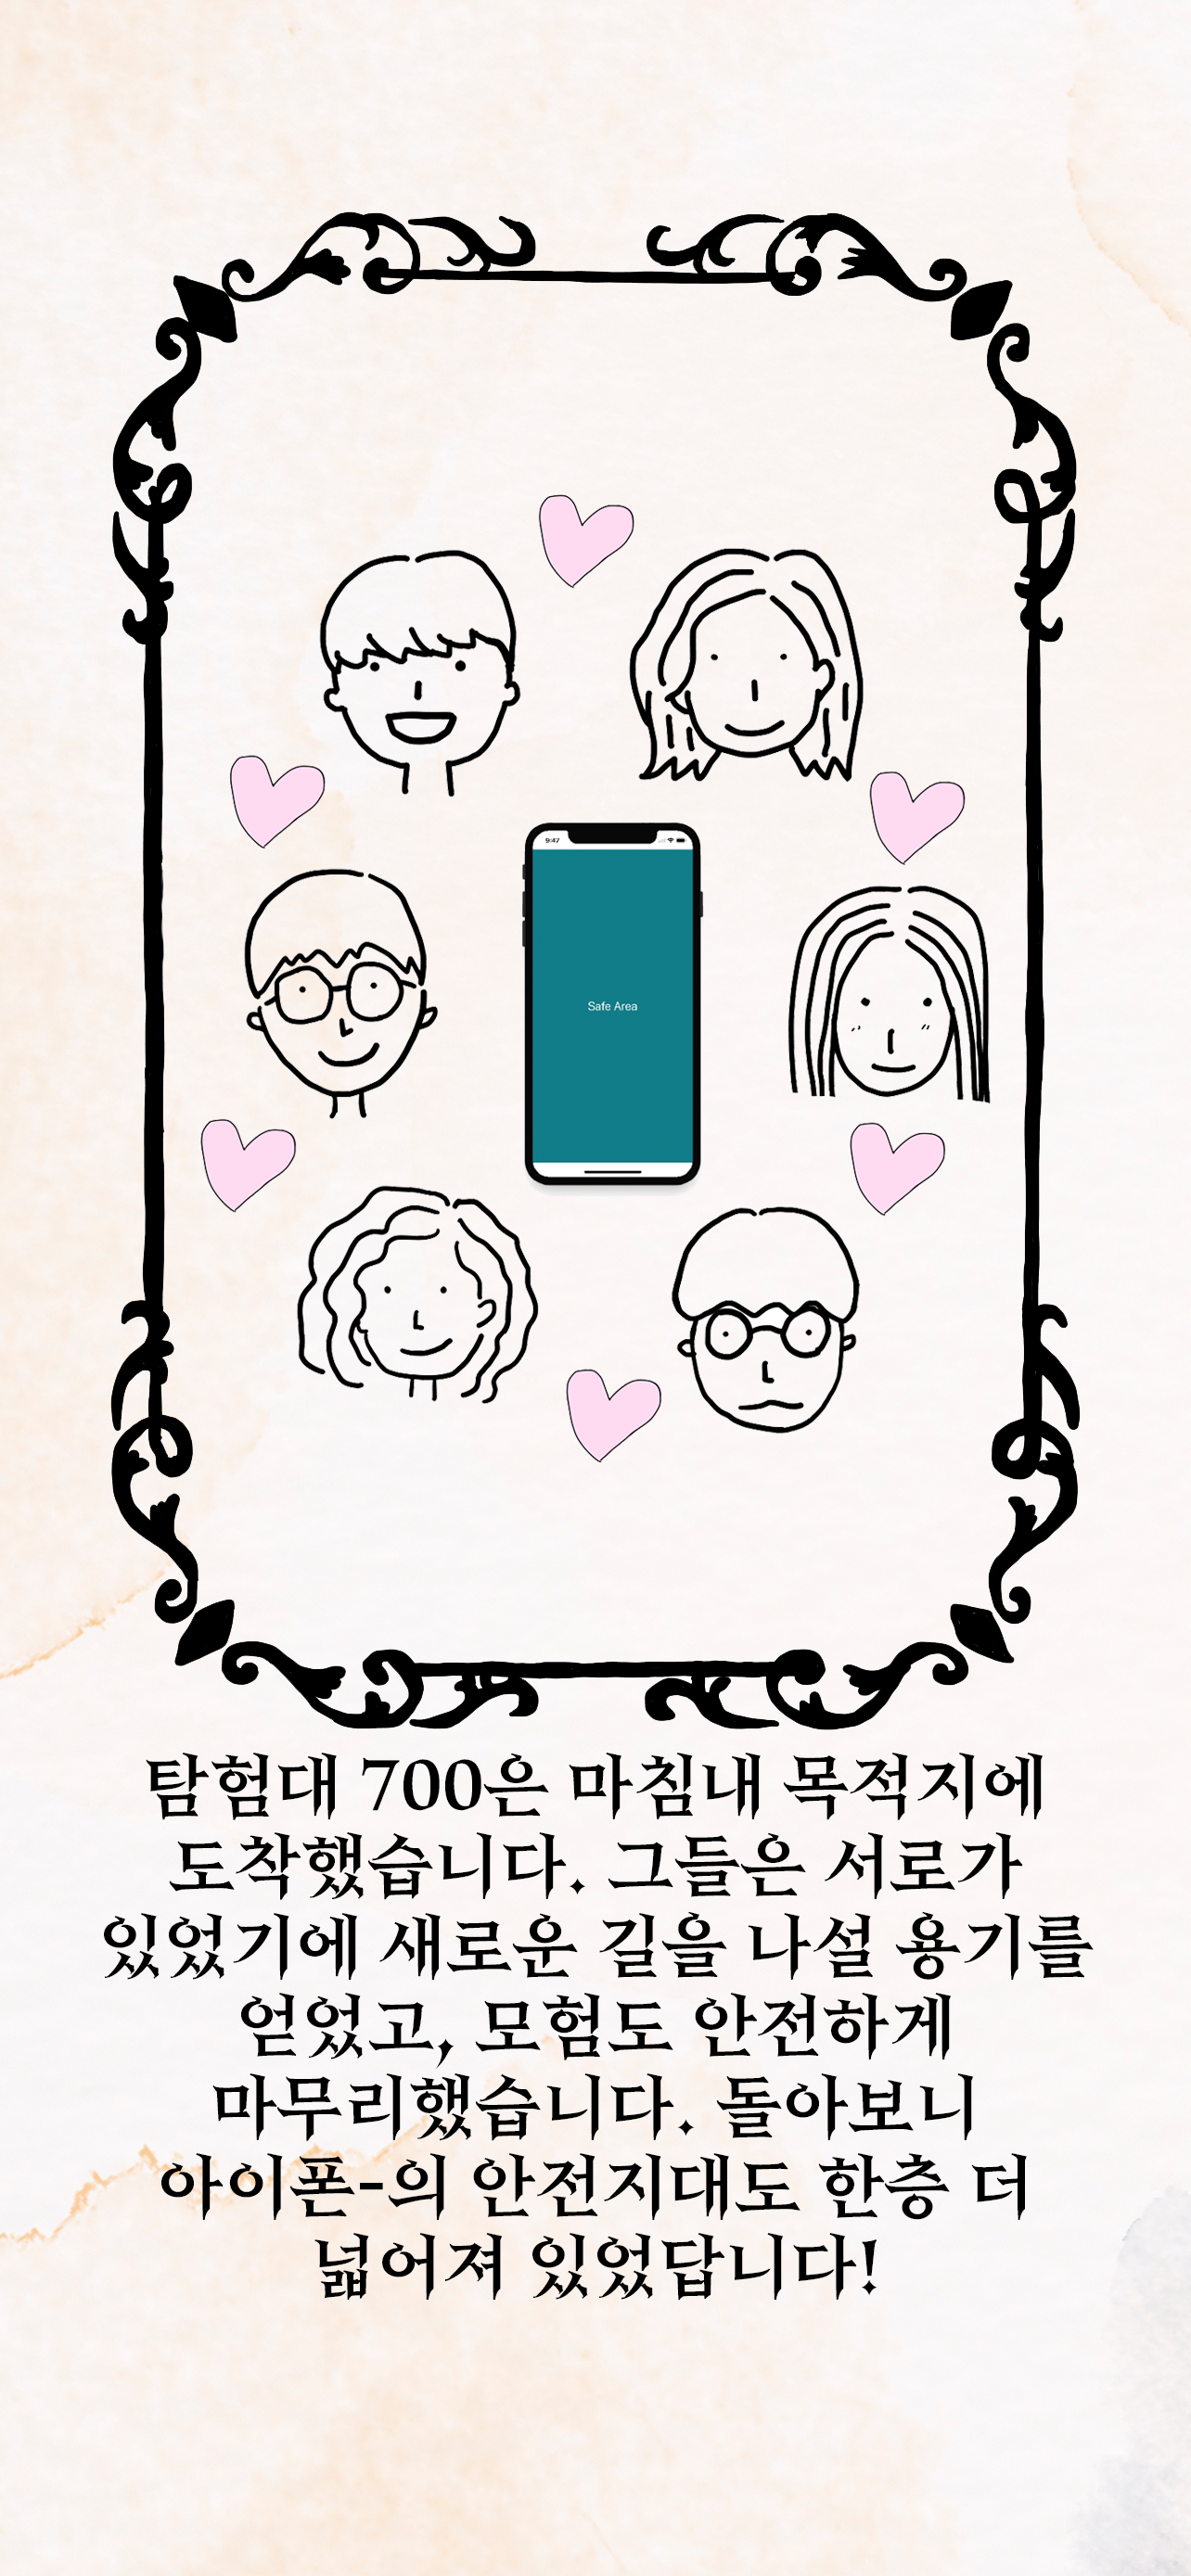 9:47
Safe Area
탐험대 700은 마침내 목적지에
도착했습니다. 그들은 서로가
있었기에 새로운 길을 나설 용기를
얻었고, 모험도 안전하게
마무리했습니다. 돌아보니
아이폰-의 안전지대도 한층 더
넓어져 있었답니다!